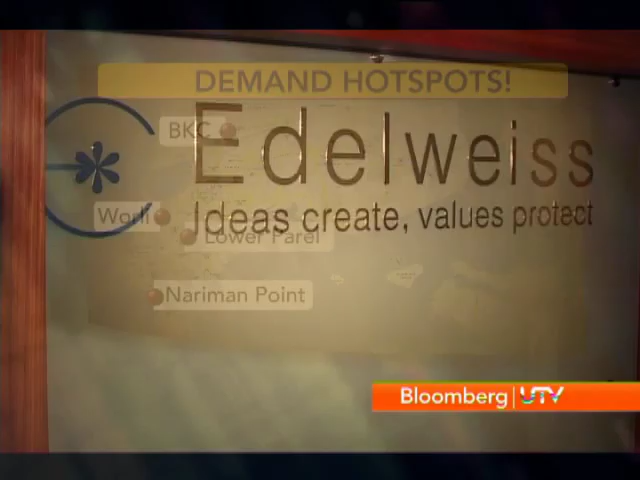 DEMAND HOTSPOTS!
BKC
Edelweiss
Worli
Ideas create, values protect
Lower Parel
Nariman Point
Bloomberg UTV